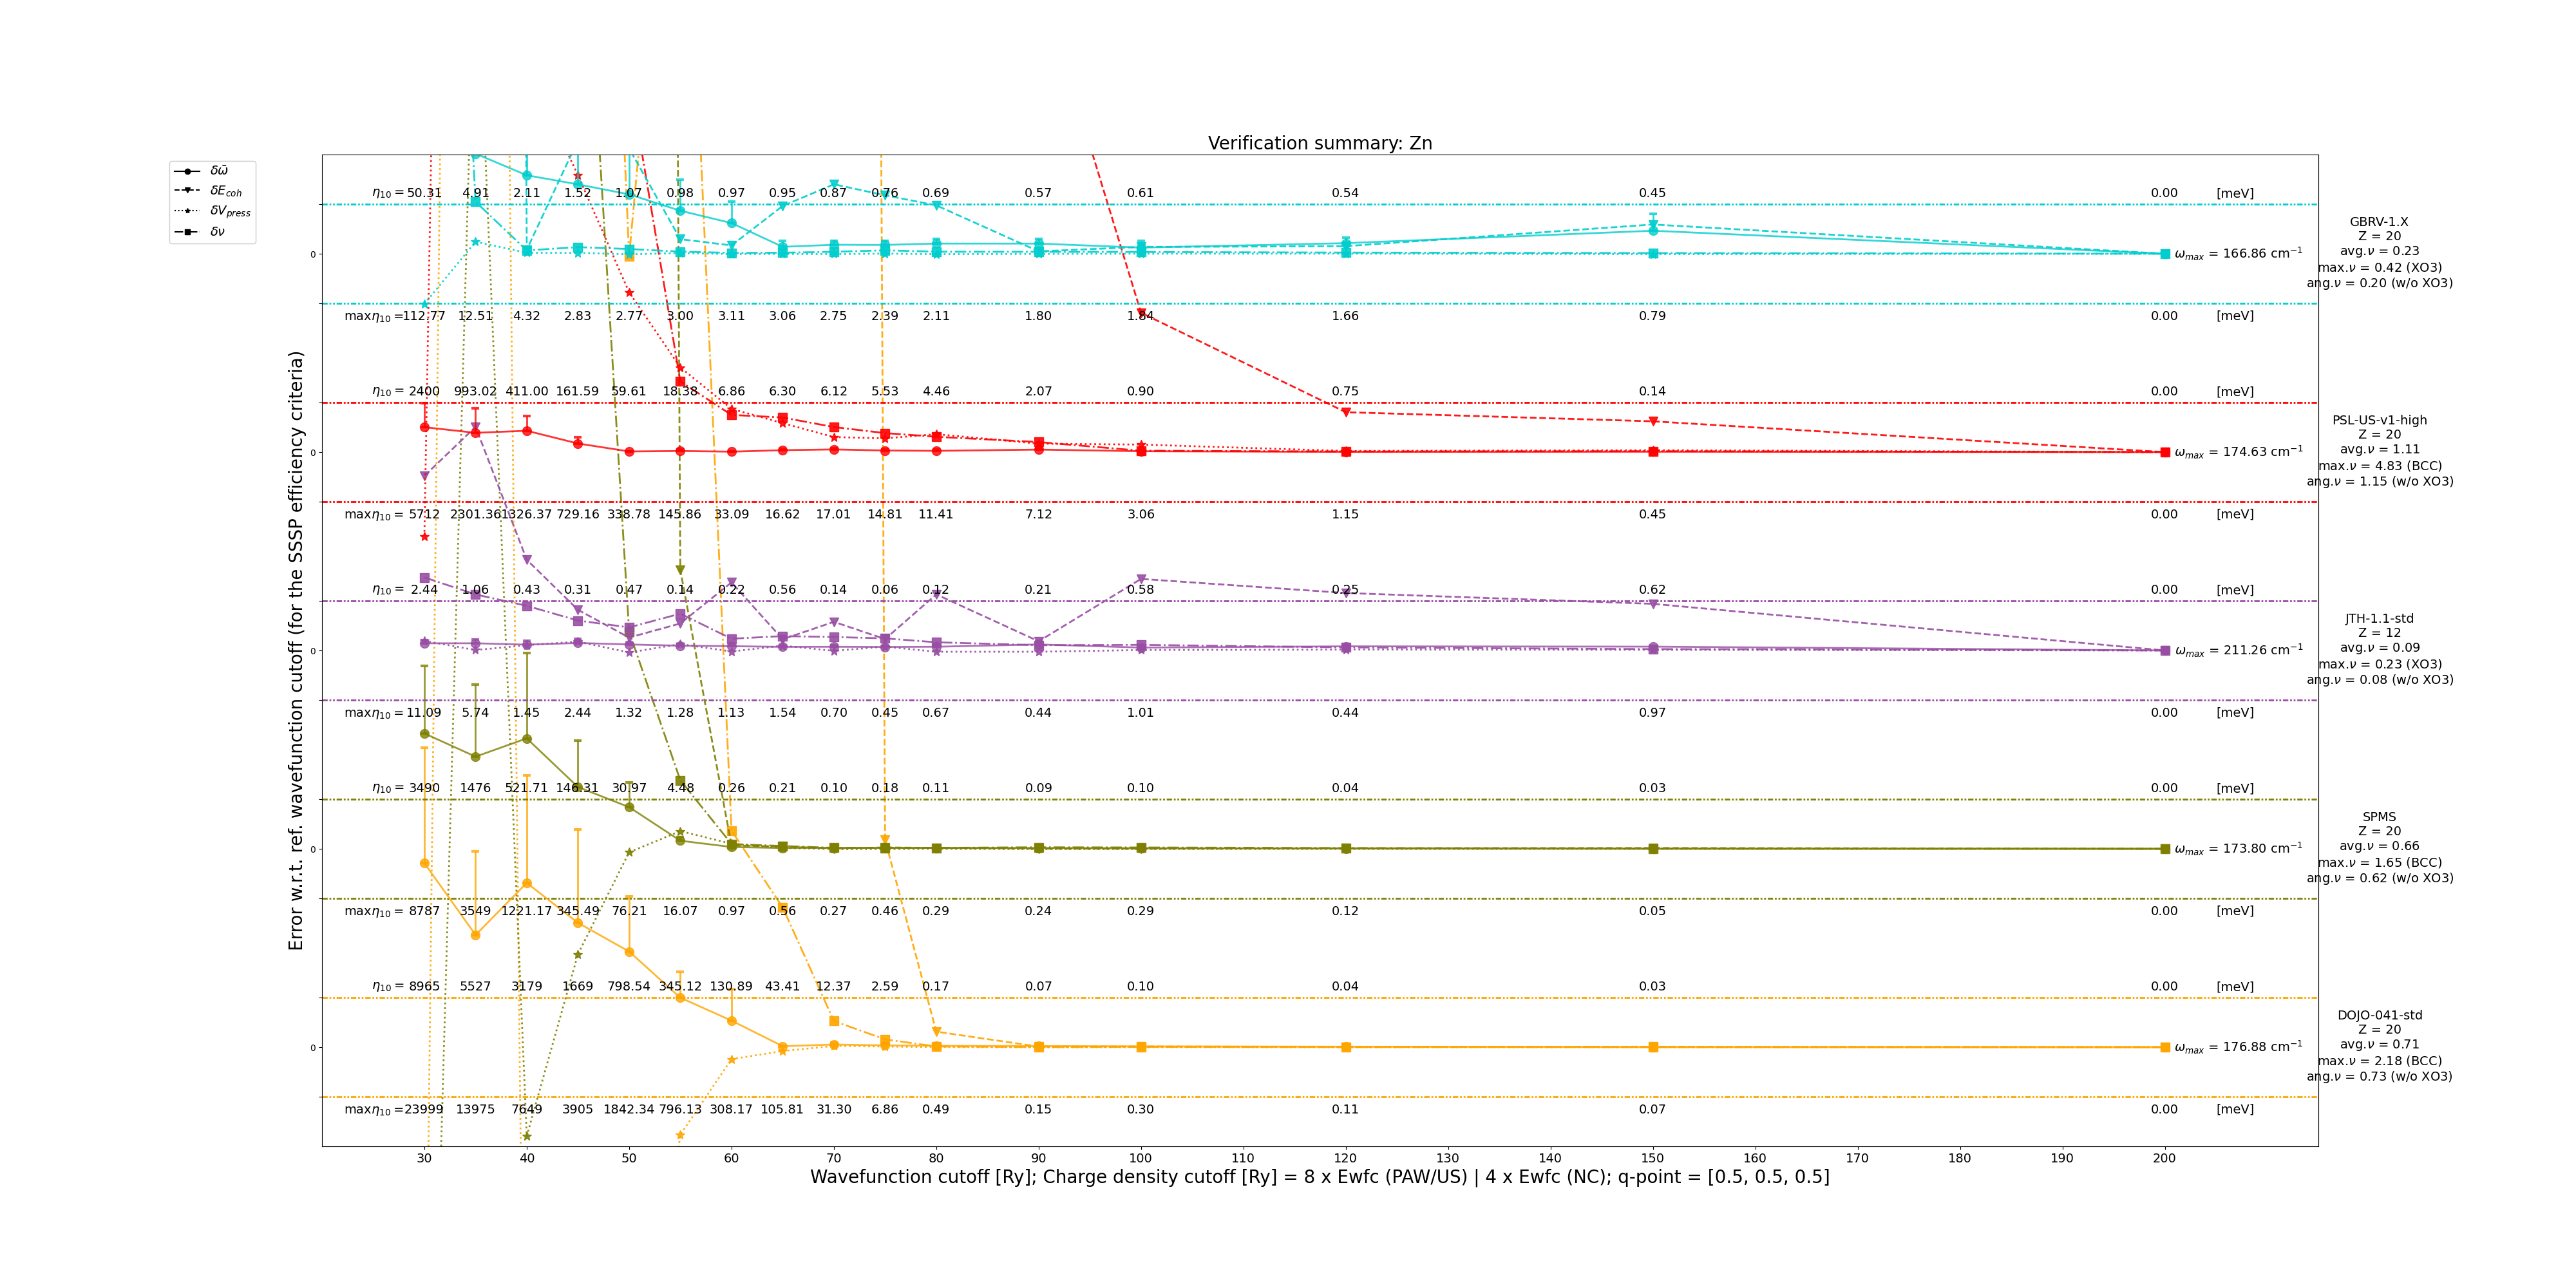 Verification summary: Zn
δω̄
δE_coh
δV_press
δν
Error w.r.t. ref. wavefunction cutoff (for the SSSP efficiency criteria)
η₁₀ = 50.31 4.91 2.11 1.52 1.07 0.98 0.97 0.95 0.87 0.76 0.69 0.57 0.61 0.54 0.45 0.00 [meV]
0
ω_max = 166.86 cm⁻¹
GBRV-1.X
Z = 20
avg.ν = 0.23
max.ν = 0.42 (XO3)
ang.ν = 0.20 (w/o XO3)
maxη₁₀ =112.77 12.51 4.32 2.83 2.77 3.00 3.11 3.06 2.75 2.39 2.11 1.80 1.84 1.66 0.79 0.00 [meV]
η₁₀ = 2400 993.02 411.00 161.59 59.61 18.38 6.86 6.30 6.12 5.53 4.46 2.07 0.90 0.75 0.14 0.00 [meV]
0
ω_max = 174.63 cm⁻¹
PSL-US-v1-high
Z = 20
avg.ν = 1.11
max.ν = 4.83 (BCC)
ang.ν = 1.15 (w/o XO3)
maxη₁₀ = 5712 2301.36 1326.37 729.16 338.78 145.86 33.09 16.62 17.01 14.81 11.41 7.12 3.06 1.15 0.45 0.00 [meV]
η₁₀ = 2.44 1.06 0.43 0.31 0.47 0.14 0.22 0.56 0.14 0.06 0.12 0.21 0.58 0.25 0.62 0.00 [meV]
0
ω_max = 211.26 cm⁻¹
JTH-1.1-std
Z = 12
avg.ν = 0.09
max.ν = 0.23 (XO3)
ang.ν = 0.08 (w/o XO3)
maxη₁₀ = 11.09 5.74 1.45 2.44 1.32 1.28 1.13 1.54 0.70 0.45 0.67 0.44 1.01 0.44 0.97 0.00 [meV]
η₁₀ = 3490 1476 521.71 146.31 30.97 4.48 0.26 0.21 0.10 0.18 0.11 0.09 0.10 0.04 0.03 0.00 [meV]
0
ω_max = 173.80 cm⁻¹
SPMS
Z = 20
avg.ν = 0.66
max.ν = 1.65 (BCC)
ang.ν = 0.62 (w/o XO3)
maxη₁₀ = 8787 3549 1221.17 345.49 76.21 16.07 0.97 0.56 0.27 0.46 0.29 0.24 0.29 0.12 0.05 0.00 [meV]
η₁₀ = 8965 5527 3179 1669 798.54 345.12 130.89 43.41 12.37 2.59 0.17 0.07 0.10 0.04 0.03 0.00 [meV]
0
ω_max = 176.88 cm⁻¹
DOJO-041-std
Z = 20
avg.ν = 0.71
max.ν = 2.18 (BCC)
ang.ν = 0.73 (w/o XO3)
maxη₁₀ =23999 13975 7649 3905 1842.34 796.13 308.17 105.81 31.30 6.86 0.49 0.15 0.30 0.11 0.07 0.00 [meV]
30 40 50 60 70 80 90 100 110 120 130 140 150 160 170 180 190 200
Wavefunction cutoff [Ry]; Charge density cutoff [Ry] = 8 x Ewfc (PAW/US) | 4 x Ewfc (NC); q-point = [0.5, 0.5, 0.5]